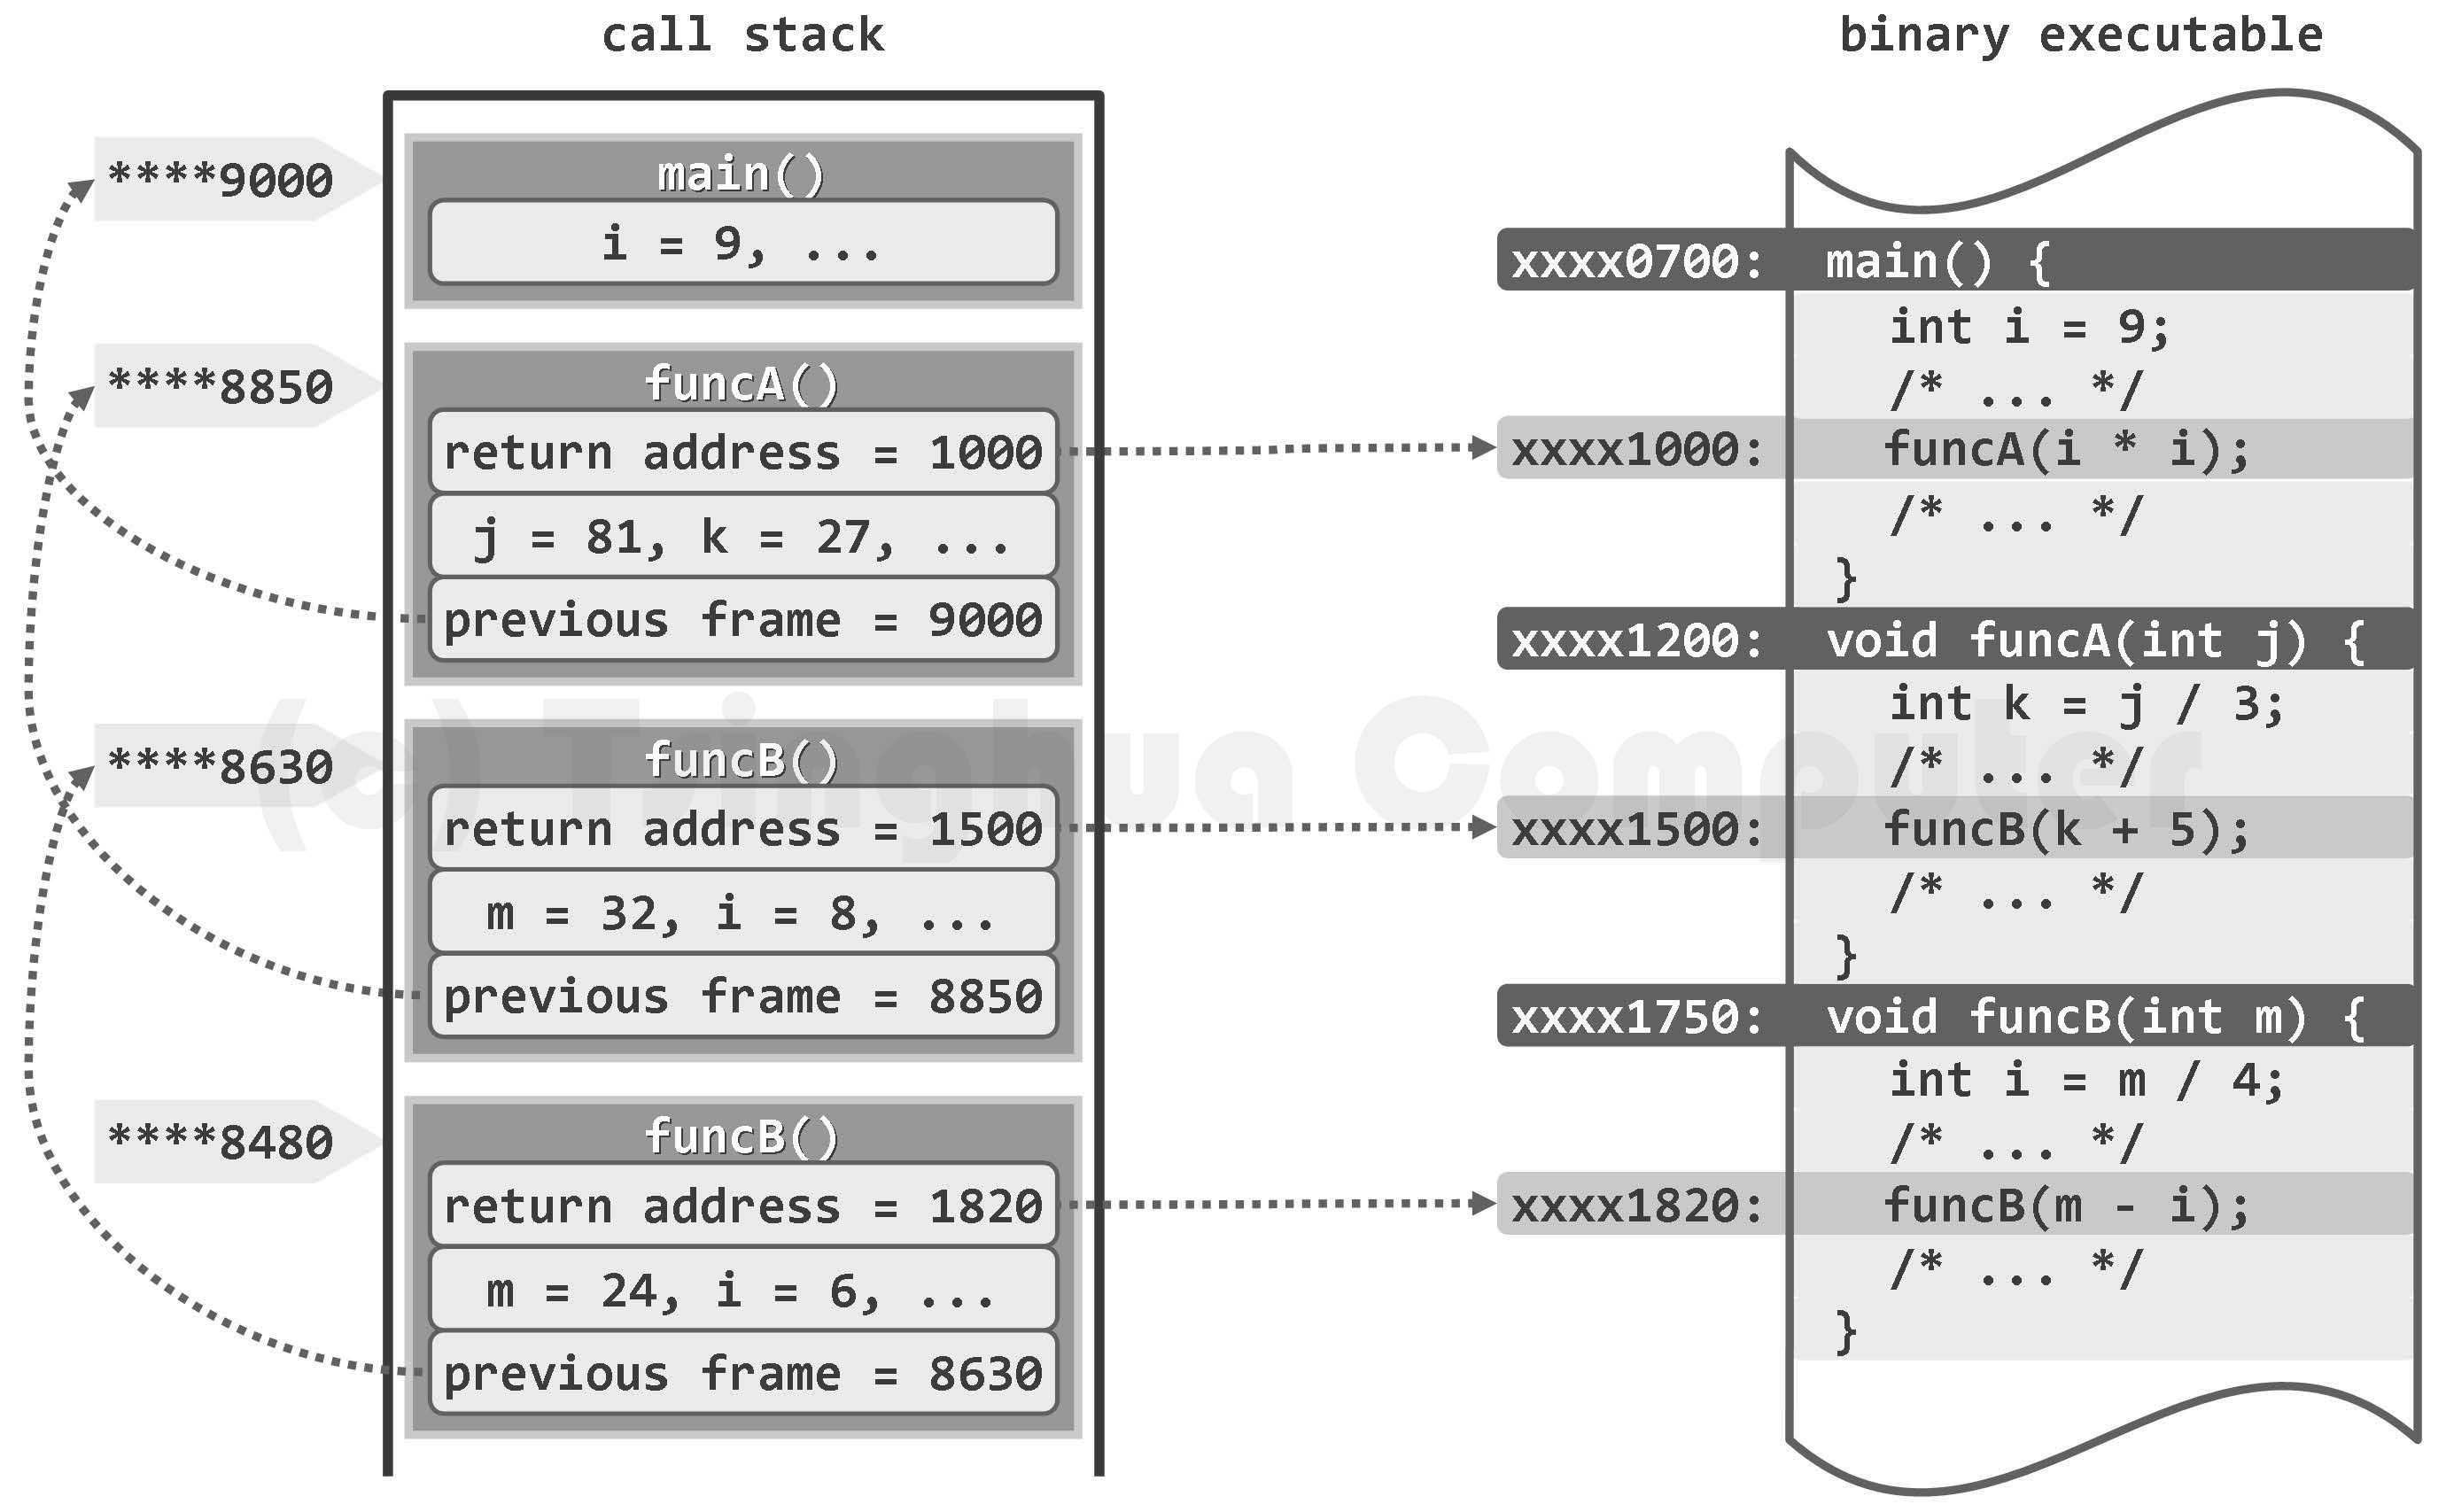 call stack
****9000
main()
i = 9, ...
****8850
funcA()
return address = 1000
j = 81, k = 27, ...
previous frame = 9000
****8630
funcB()
return address = 1500
m = 32, i = 8, ...
previous frame = 8850
****8480
funcB()
return address = 1820
m = 24, i = 6, ...
previous frame = 8630
binary executable
xxxx0700: main() {
int i = 9;
/* ... */
xxxx1000: funcA(i * i);
/* ... */
}
xxxx1200: void funcA(int j) {
int k = j / 3;
/* ... */
xxxx1500: funcB(k + 5);
/* ... */
}
xxxx1750: void funcB(int m) {
int i = m / 4;
/* ... */
xxxx1820: funcB(m - i);
/* ... */
}
(c) Tsinghua Computer